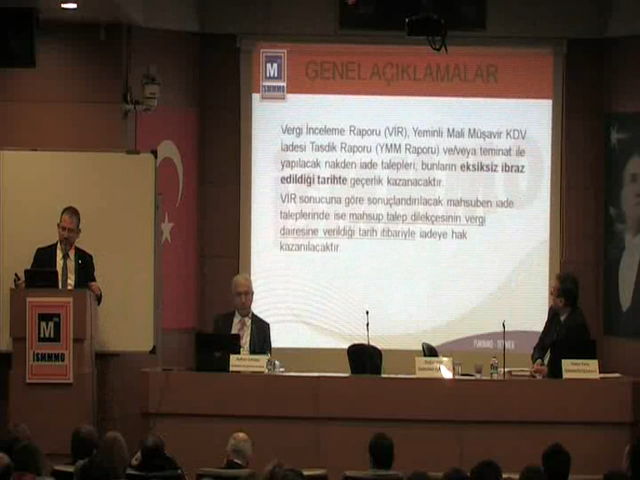 GENEL AÇIKLAMALAR
M
İSMMMO
Vergi İnceleme Raporu (VİR), Yeminli Mali Müşavir KDV
İadesi Tasdik Raporu (YMM Raporu) ve/veya teminat ile
yapılacak nakden iade talepleri, bunların eksiksiz ibraz
edildiği tarihte geçerlik kazanacaktır.
VİR sonucuna göre sonuçlandırılacak mahsuben iade
taleplerinde ise mahsup talep dilekçesinin vergi
dairesine verildiği tarih itibariyle iadeye hak
kazanılacaktır.
M
İSMMMO